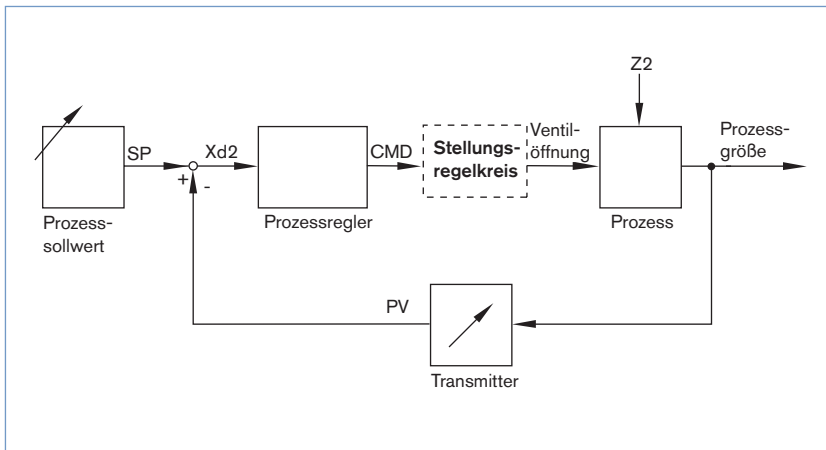 Z2
SP
Xd2
CMD
Stellungs-
regelkreis
Ventil-
öffnung
Prozess-
größe
+
-
Prozess-
sollwert
Prozessregler
Prozess
PV
Transmitter